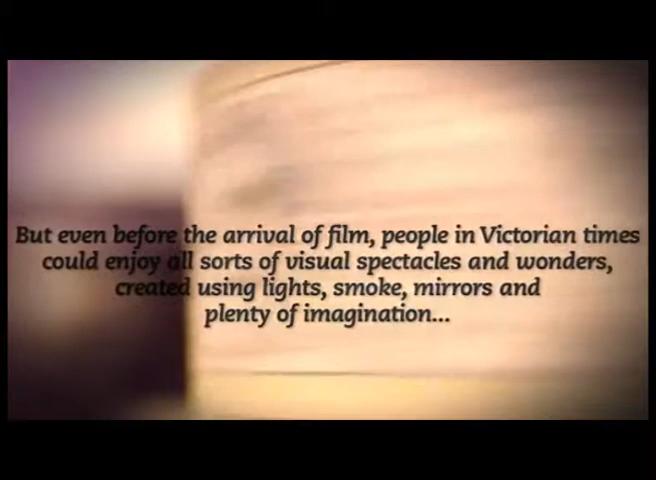 But even before the arrival of film, people in Victorian times
could enjoy all sorts of visual spectacles and wonders,
created using lights, smoke, mirrors and
plenty of imagination...